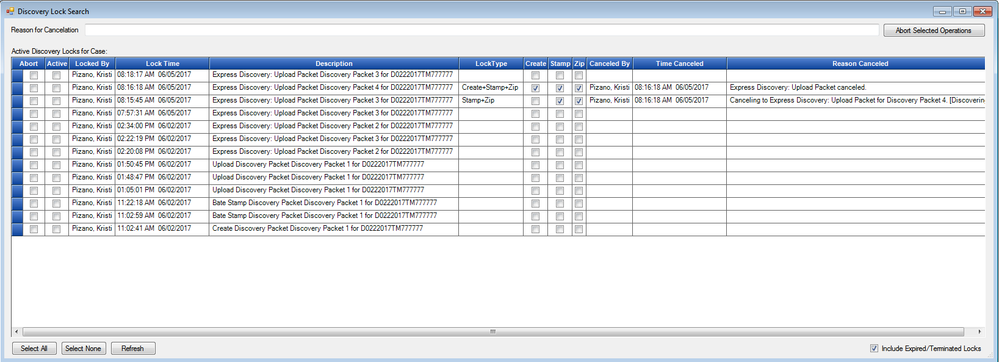 Discovery Lock Search
Reason for Cancelation
Abort Selected Operations
Active Discovery Locks for Case:
Abort Active Locked By Lock Time Description LockType Create Stamp Zip Canceled By Time Canceled Reason Canceled
Pizano, Kristi 08:18:17 AM 06/05/2017 Express Discovery: Upload Packet Discovery Packet 3 for D0222017TM777777
Pizano, Kristi 08:16:18 AM 06/05/2017 Express Discovery: Upload Packet Discovery Packet 4 for D0222017TM777777 Create+Stamp+Zip Pizano, Kristi 08:16:18 AM 06/05/2017 Express Discovery: Upload Packet canceled.
Pizano, Kristi 08:15:45 AM 06/05/2017 Express Discovery: Upload Packet Discovery Packet 3 for D0222017TM777777 Stamp+Zip Pizano, Kristi 08:16:18 AM 06/05/2017 Canceling to Express Discovery: Upload Packet for Discovery Packet 4. [Discovering
Pizano, Kristi 07:57:31 AM 06/05/2017 Express Discovery: Upload Packet Discovery Packet 3 for D0222017TM777777
Pizano, Kristi 02:34:00 PM 06/02/2017 Express Discovery: Upload Packet Discovery Packet 2 for D0222017TM777777
Pizano, Kristi 02:22:19 PM 06/02/2017 Express Discovery: Upload Packet Discovery Packet 3 for D0222017TM777777
Pizano, Kristi 02:20:08 PM 06/02/2017 Express Discovery: Upload Packet Discovery Packet 2 for D0222017TM777777
Pizano, Kristi 01:50:45 PM 06/02/2017 Upload Discovery Packet Discovery Packet 1 for D0222017TM777777
Pizano, Kristi 01:48:47 PM 06/02/2017 Upload Discovery Packet Discovery Packet 1 for D0222017TM777777
Pizano, Kristi 01:05:01 PM 06/02/2017 Upload Discovery Packet Discovery Packet 1 for D0222017TM777777
Pizano, Kristi 11:22:18 AM 06/02/2017 Bate Stamp Discovery Packet Discovery Packet 1 for D0222017TM777777
Pizano, Kristi 11:02:59 AM 06/02/2017 Bate Stamp Discovery Packet Discovery Packet 1 for D0222017TM777777
Pizano, Kristi 11:02:41 AM 06/02/2017 Create Discovery Packet Discovery Packet 1 for D0222017TM777777
Select All Select None Refresh Include Expired/Terminated Locks